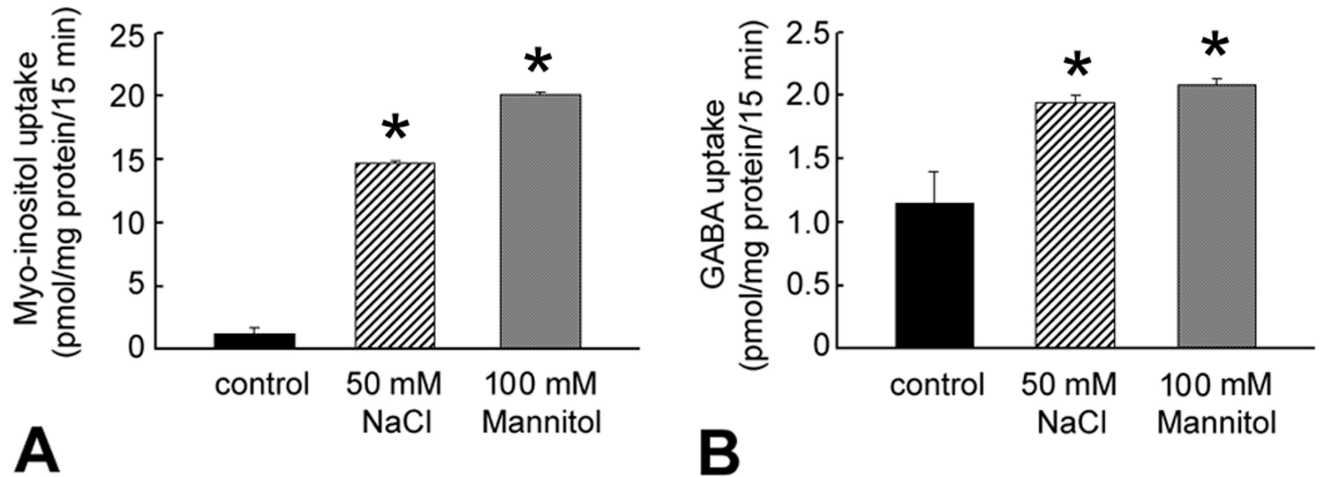 Myo-inositol uptake
(pmol/mg protein/15 min)
25
20
15
10
5
0
*
*
control
50 mM
NaCl
100 mM
Mannitol
A
GABA uptake
(pmol/mg protein/15 min)
2.5
2.0
1.5
1.0
0.5
0
*
*
control
50 mM
NaCl
100 mM
Mannitol
B